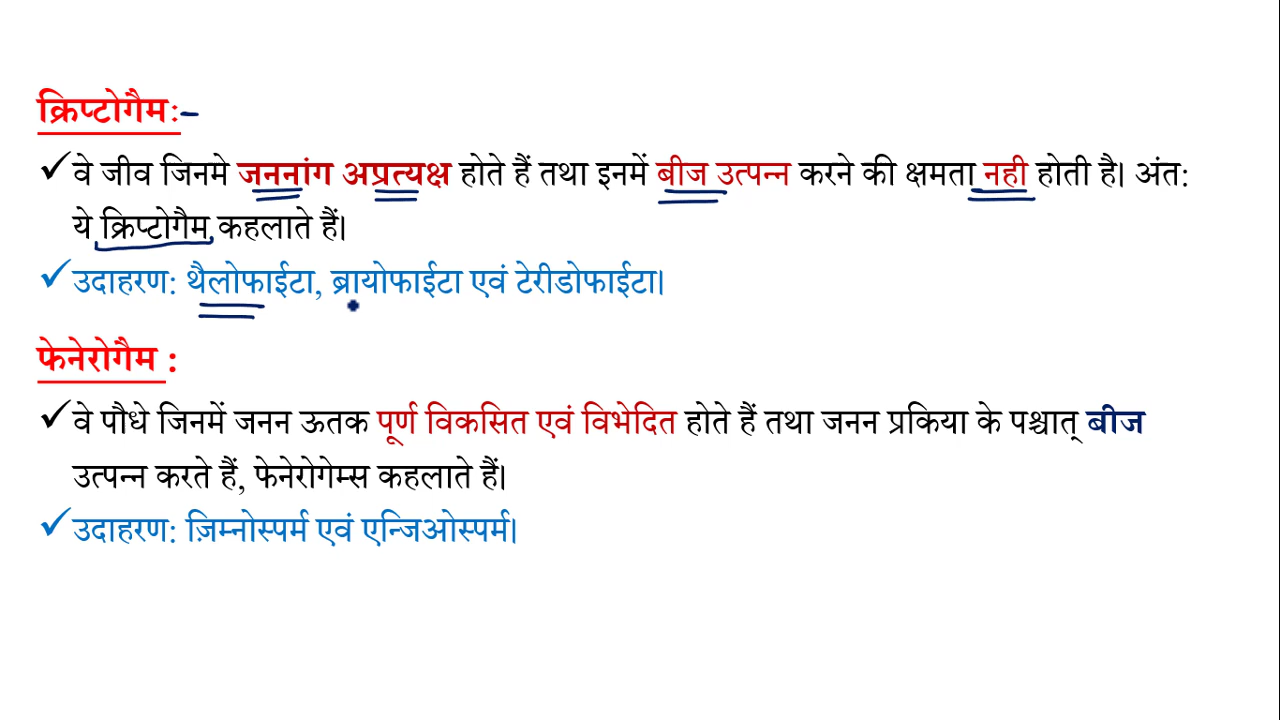 क्रिप्टोगैम:-
✓ वे जीव जिनमे जननांग अप्रत्यक्ष होते हैं तथा इनमें बीज उत्पन्न करने की क्षमता नही होती है। अंत:
ये क्रिप्टोगैम कहलाते हैं।
✓ उदाहरण: थैलोफाईटा, ब्रायोफाईटा एवं टेरीडोफाईटा।
फेनेरोगैम :
✓ वे पौधे जिनमें जनन ऊतक पूर्ण विकसित एवं विभेदित होते हैं तथा जनन प्रकिया के पश्चात् बीज
उत्पन्न करते हैं, फेनेरोगेम्स कहलाते हैं।
✓ उदाहरण: ज़िम्नोस्पर्म एवं एन्जिओस्पर्म।